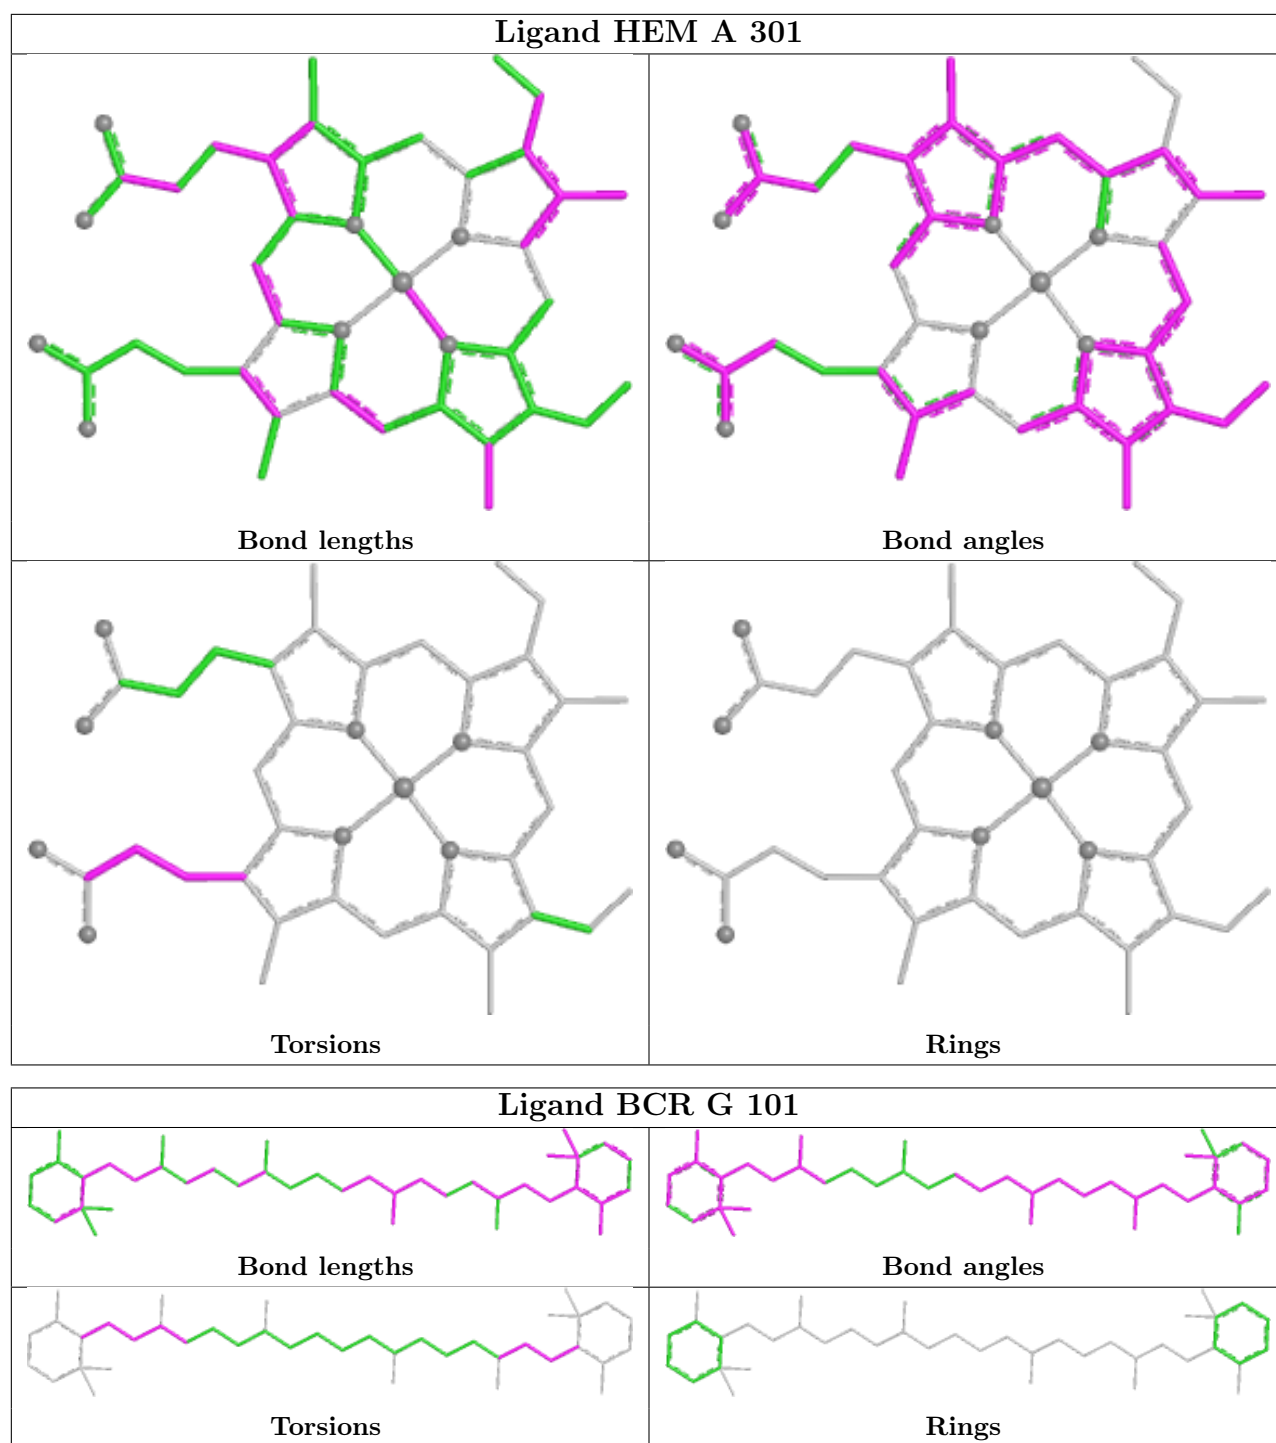 Ligand HEM A 301
Bond lengths
Bond angles
Torsions
Rings
Ligand BCR G 101
Bond lengths
Bond angles
Torsions
Rings